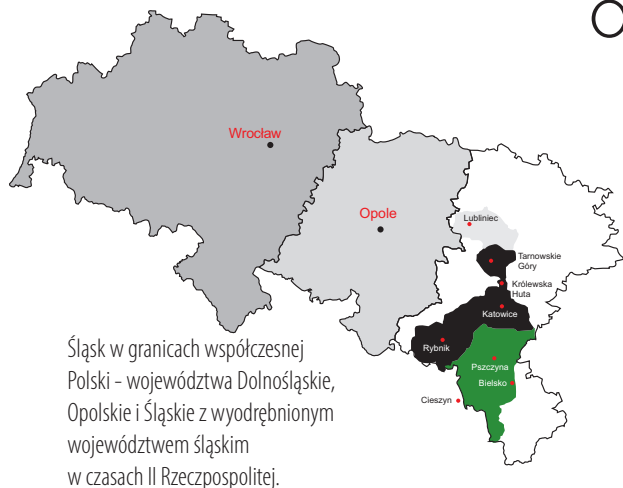 O
Wrocław
Opole
Lubliniec
Tarnowskie
Góry
Królewska
Huta
Katowice
Rybnik
Pszczyna
Bielsko
Cieszyn
Śląsk w granicach współczesnej
Polski - województwa Dolnośląskie,
Opolskie i Śląskie z wyodrębnionym
województwem śląskim
w czasach II Rzeczpospolitej.